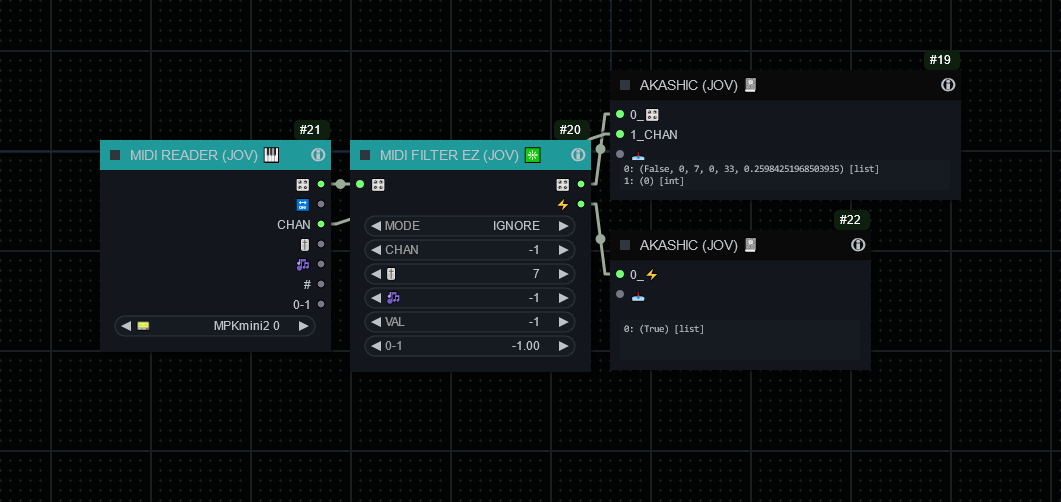 #21
MIDI READER (JOV)
CHAN
#
0-1
MPKmini2 0
#20
MIDI FILTER EZ (JOV)
MODE IGNORE
CHAN -1
7
-1
VAL -1
0-1 -1.00
#19
AKASHIC (JOV)
0_
1_CHAN
0: (False, 0, 7, 0, 33, 0.25984251968503935) [list]
1: (0) [int]
#22
AKASHIC (JOV)
0_⚡
0: (True) [list]